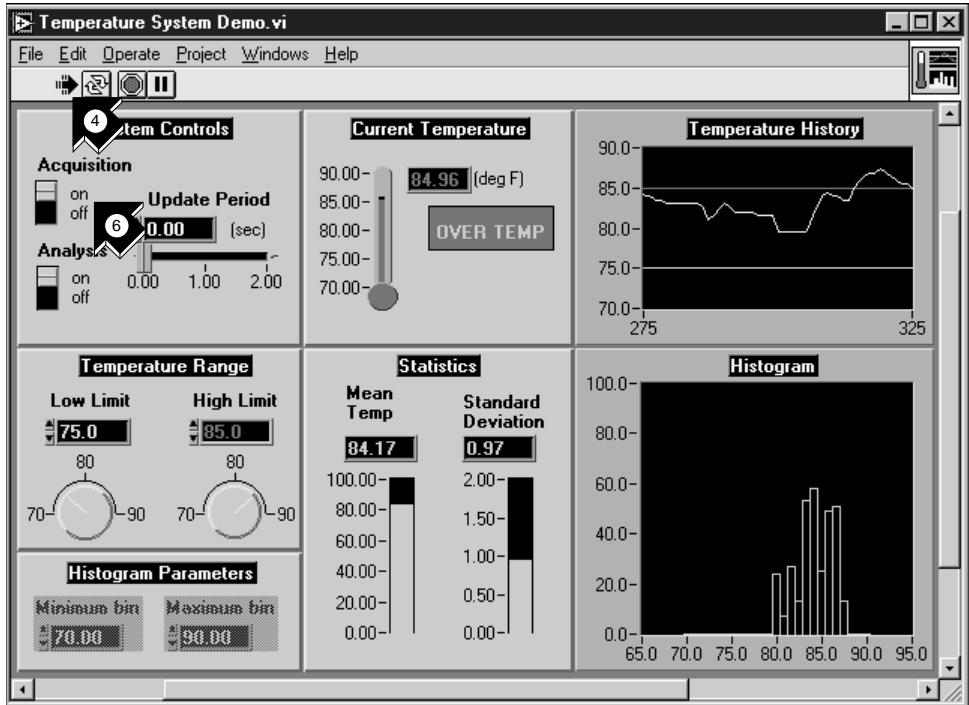 Temperature System Demo.vi
File Edit Operate Project Windows Help
4
tem Controls
Acquisition
on
off
Update Period
6
0.00 (sec)
Analysis
on
off
0.00 1.00 2.00
Current Temperature
84.96 (deg F)
OVER TEMP
90.00
85.00
80.00
75.00
70.00
Temperature History
90.0
85.0
80.0
75.0
70.0
275 325
Temperature Range
Low Limit High Limit
75.0 85.0
80 80
70 90 70 90
Histogram Parameters
Minimum bin Maximum bin
70.00 90.00
Statistics
Mean
Temp
Standard
Deviation
84.17 0.97
100.00
80.00
60.00
40.00
20.00
0.00
2.00
1.50
1.00
0.50
0.00
Histogram
100.0
80.0
60.0
40.0
20.0
0.0
65.0 70.0 75.0 80.0 85.0 90.0 95.0